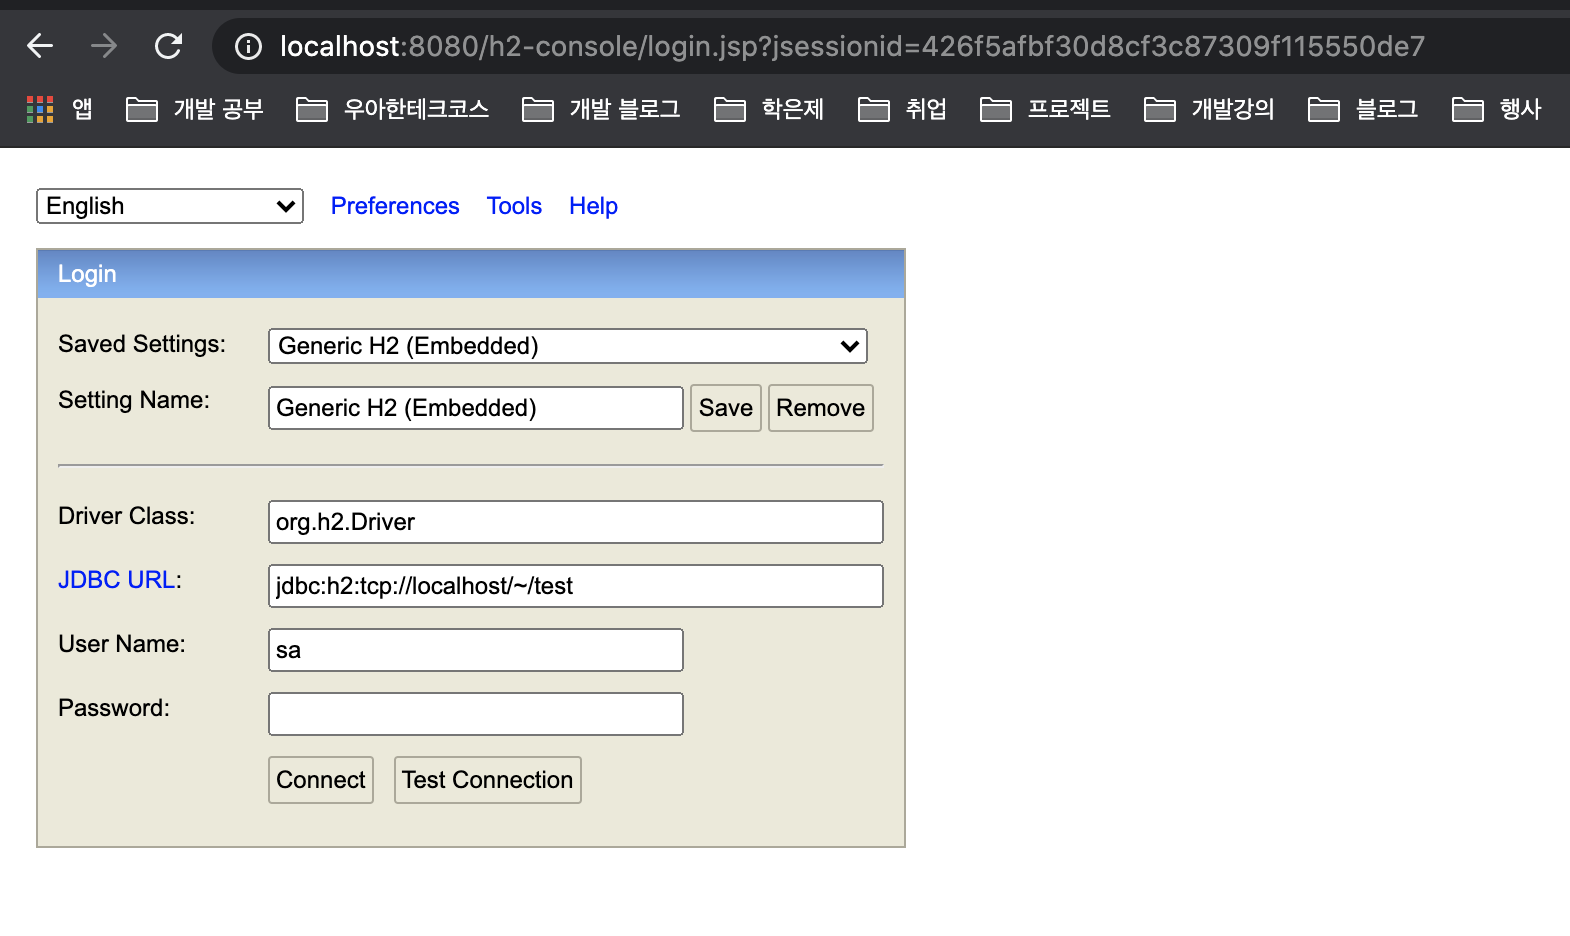 localhost:8080/h2-console/login.jsp?jsessionid=426f5afbf30d8cf3c87309f115550de7
앱 개발 공부 우아한테크코스 개발 블로그 학은제 취업 프로젝트 개발강의 블로그 행사
English Preferences Tools Help
Login
Saved Settings: Generic H2 (Embedded)
Setting Name: Generic H2 (Embedded) Save Remove
Driver Class: org.h2.Driver
JDBC URL: jdbc:h2:tcp://localhost/~/test
User Name: sa
Password:
Connect Test Connection